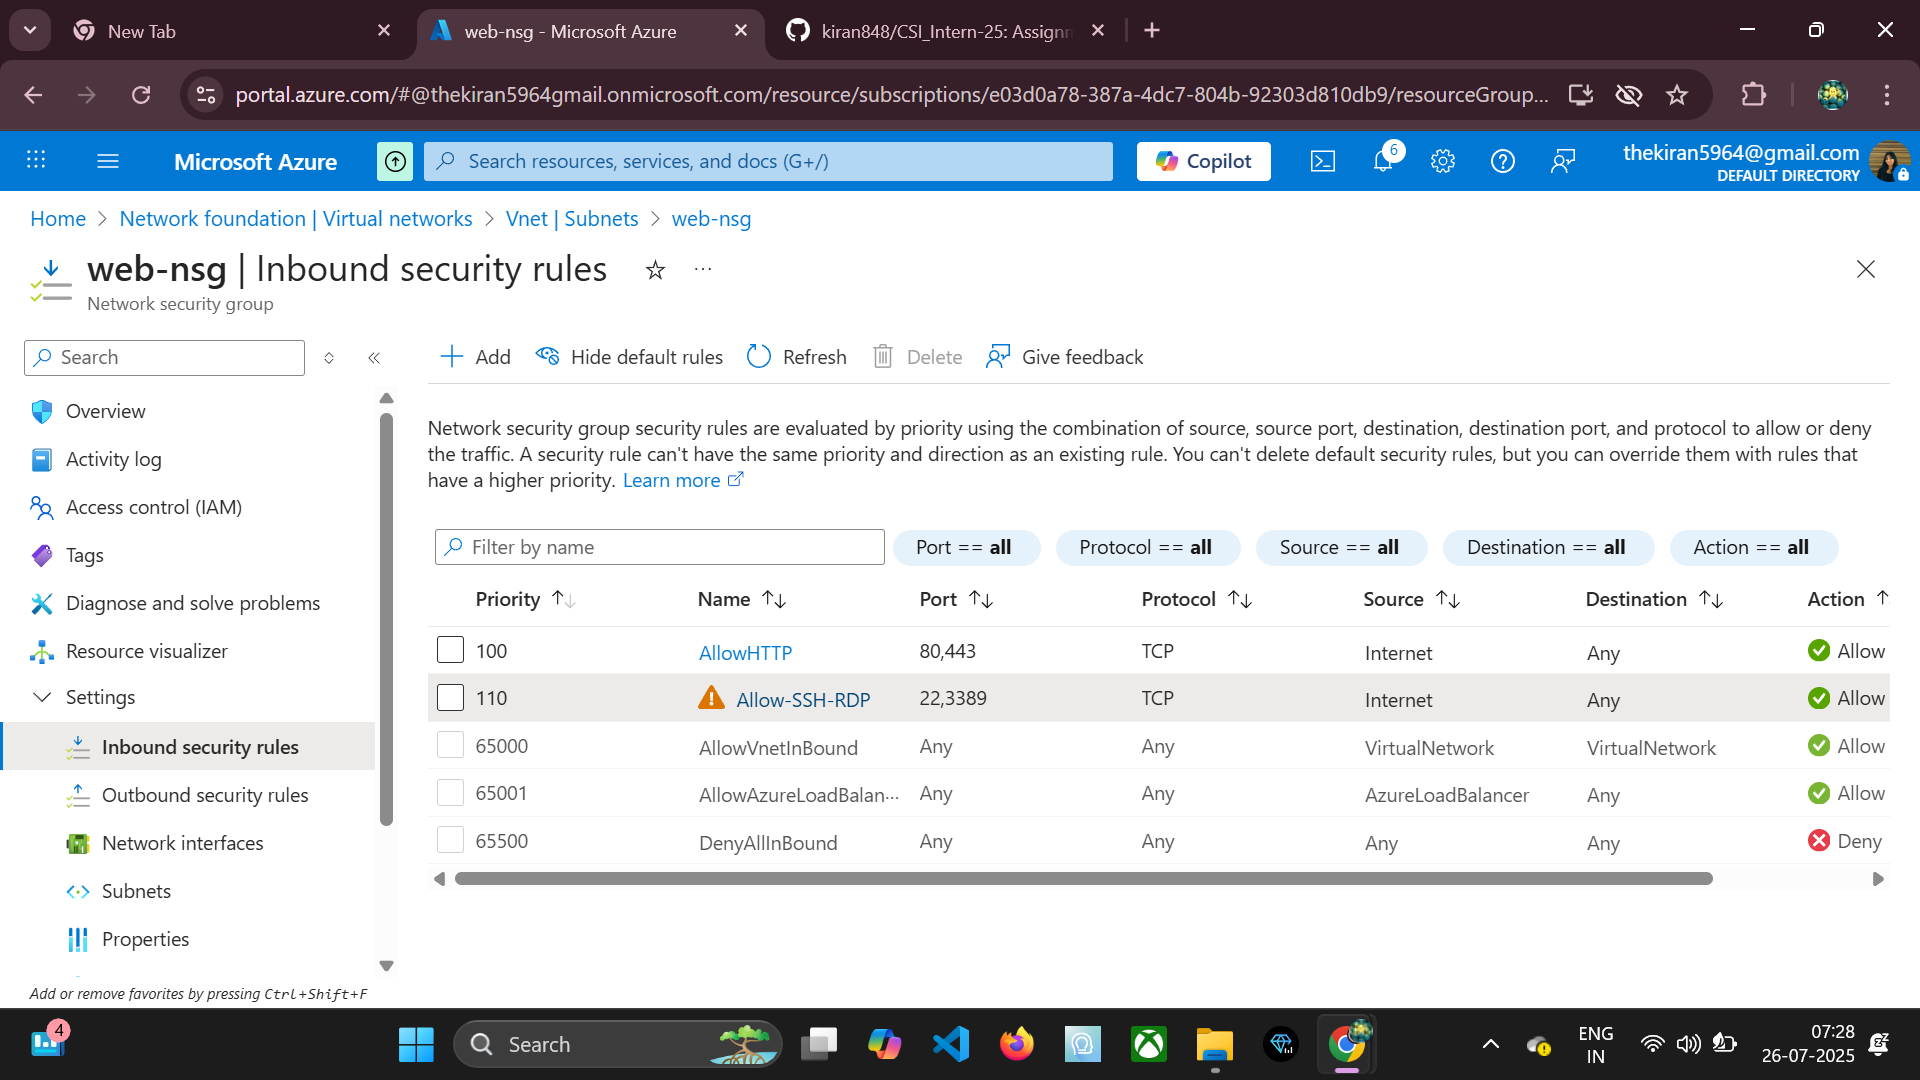 New Tab
web-nsg - Microsoft Azure
kiran848/CSI_Intern-25: Assignm
portal.azure.com/#@thekiran5964gmail.onmicrosoft.com/resource/subscriptions/e03d0a78-387a-4dc7-804b-92303d810db9/resourceGroup...
Microsoft Azure
Search resources, services, and docs (G+/)
Copilot
6
thekiran5964@gmail.com
DEFAULT DIRECTORY
Home > Network foundation | Virtual networks > Vnet | Subnets > web-nsg
web-nsg | Inbound security rules
Network security group
Search
Add
Hide default rules
Refresh
Delete
Give feedback
Overview
Activity log
Access control (IAM)
Tags
Diagnose and solve problems
Resource visualizer
Settings
Inbound security rules
Outbound security rules
Network interfaces
Subnets
Properties
Add or remove favorites by pressing Ctrl+Shift+F
Network security group security rules are evaluated by priority using the combination of source, source port, destination, destination port, and protocol to allow or deny
the traffic. A security rule can't have the same priority and direction as an existing rule. You can't delete default security rules, but you can override them with rules that
have a higher priority. Learn more
Filter by name
Port == all
Protocol == all
Source == all
Destination == all
Action == all
Priority Name Port Protocol Source Destination Action
100 AllowHTTP 80,443 TCP Internet Any Allow
110 Allow-SSH-RDP 22,3389 TCP Internet Any Allow
65000 AllowVnetInBound Any Any VirtualNetwork VirtualNetwork Allow
65001 AllowAzureLoadBalan... Any Any AzureLoadBalancer Any Allow
65500 DenyAllInBound Any Any Any Any Deny
4
Search
ENG
IN
07:28
26-07-2025